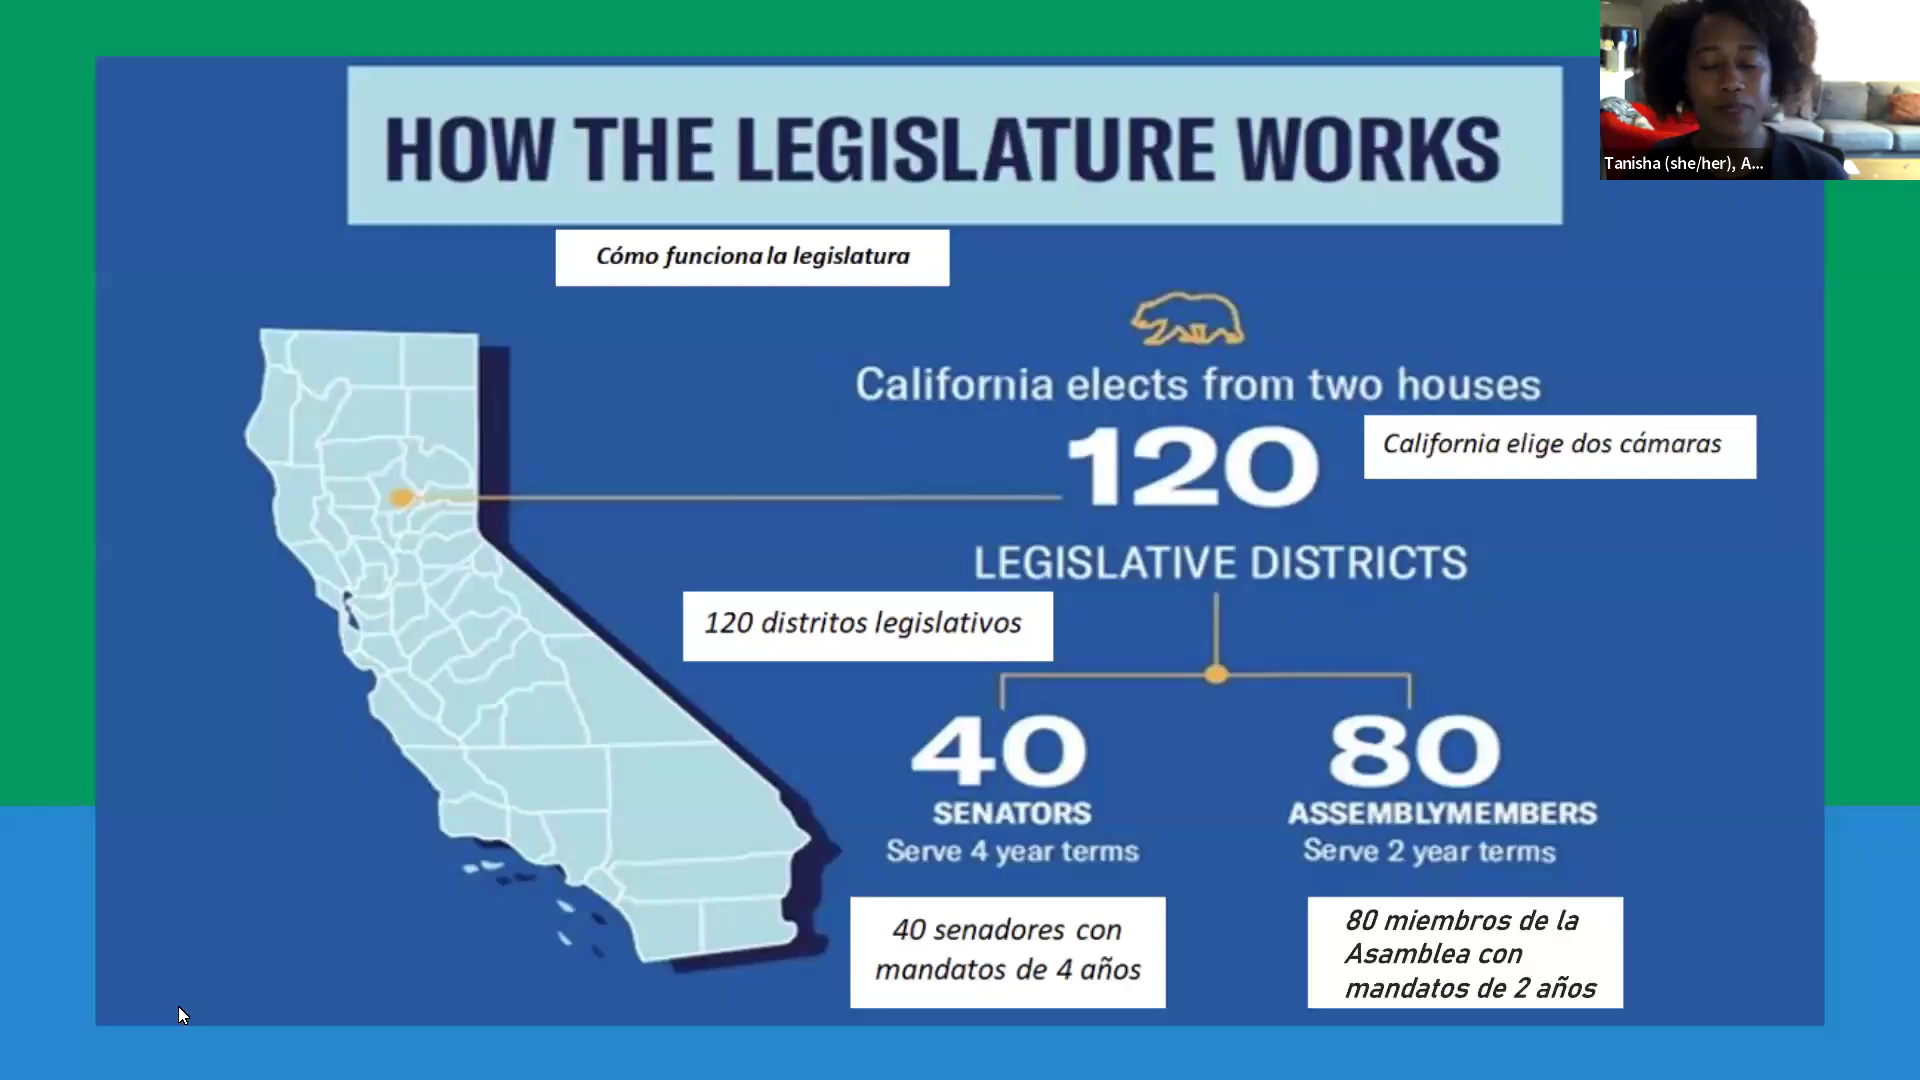 HOW THE LEGISLATURE WORKS
Tanisha (she/her), A...
Cómo funciona la legislatura
California elects from two houses
120
California elige dos cámaras
LEGISLATIVE DISTRICTS
120 distritos legislativos
40
SENATORS
Serve 4 year terms
80
ASSEMBLYMEMBERS
Serve 2 year terms
40 senadores con
mandatos de 4 años
80 miembros de la
Asamblea con
mandatos de 2 años